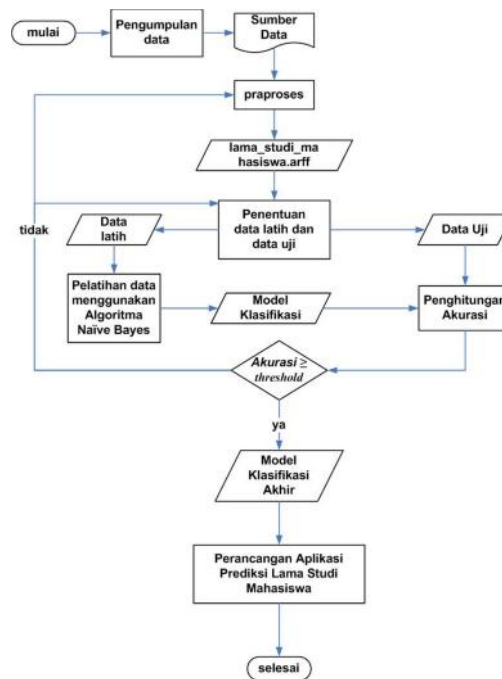 mulai
Pengumpulan
data
Sumber
Data
praproses
lama_studi_ma
hasiswa.arff
tidak
Data
latih
Penentuan
data latih dan
data uji
Data Uji
Pelatihan data
menggunakan
Algoritma
Naïve Bayes
Model
Klasifikasi
Penghitungan
Akurasi
Akurasi ≥
threshold
ya
Model
Klasifikasi
Akhir
Perancangan Aplikasi
Prediksi Lama Studi
Mahasiswa
selesai